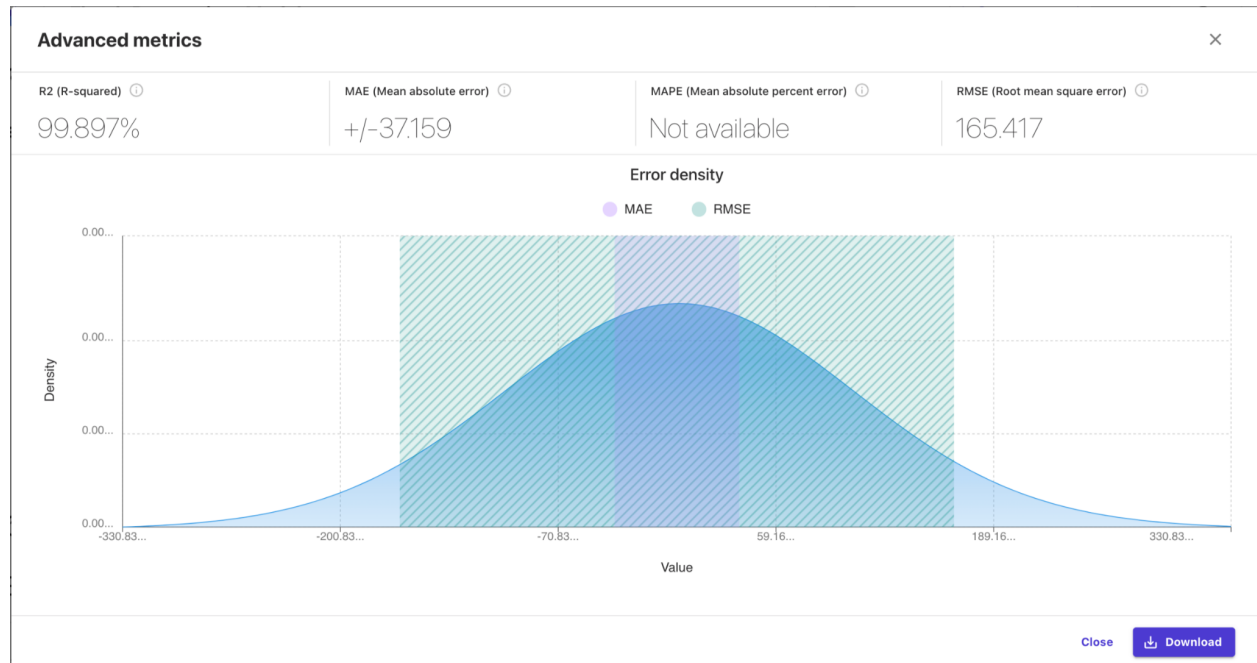 Advanced metrics
R2 (R-squared)
MAE (Mean absolute error)
MAPE (Mean absolute percent error)
RMSE (Root mean square error)
99.897%
+/-37.159
Not available
165.417
Error density
MAE
RMSE
0.00...
0.00...
0.00...
0.00...
Density
-330.83...
-200.83...
-70.83...
59.16...
189.16...
330.83...
Value
Close
Download